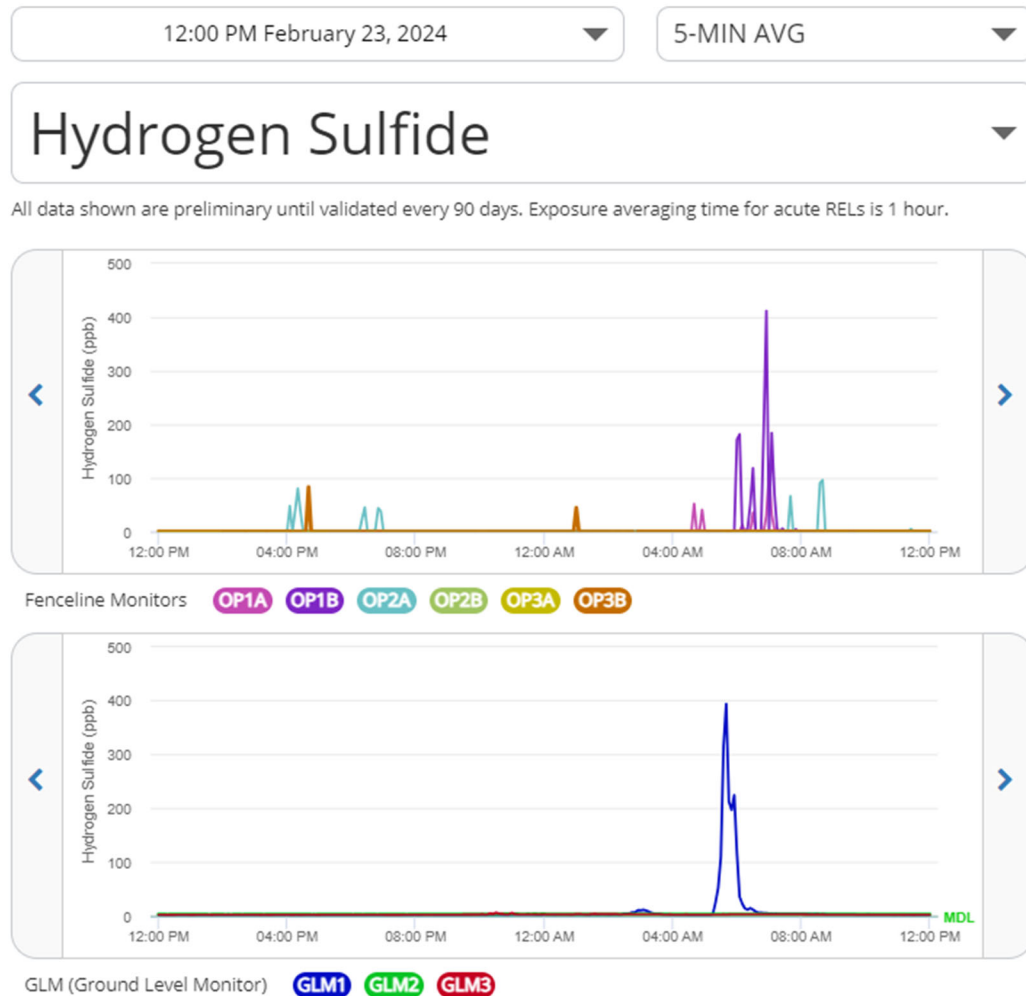 12:00 PM February 23, 2024
5-MIN AVG
Hydrogen Sulfide
All data shown are preliminary until validated every 90 days. Exposure averaging time for acute RELs is 1 hour.
Hydrogen Sulfide (ppb)
500
400
300
200
100
0
12:00 PM 04:00 PM 08:00 PM 12:00 AM 04:00 AM 08:00 AM 12:00 PM
Fenceline Monitors OP1A OP1B OP2A OP2B OP3A OP3B
Hydrogen Sulfide (ppb)
500
400
300
200
100
0
MDL
12:00 PM 04:00 PM 08:00 PM 12:00 AM 04:00 AM 08:00 AM 12:00 PM
GLM (Ground Level Monitor) GLM1 GLM2 GLM3